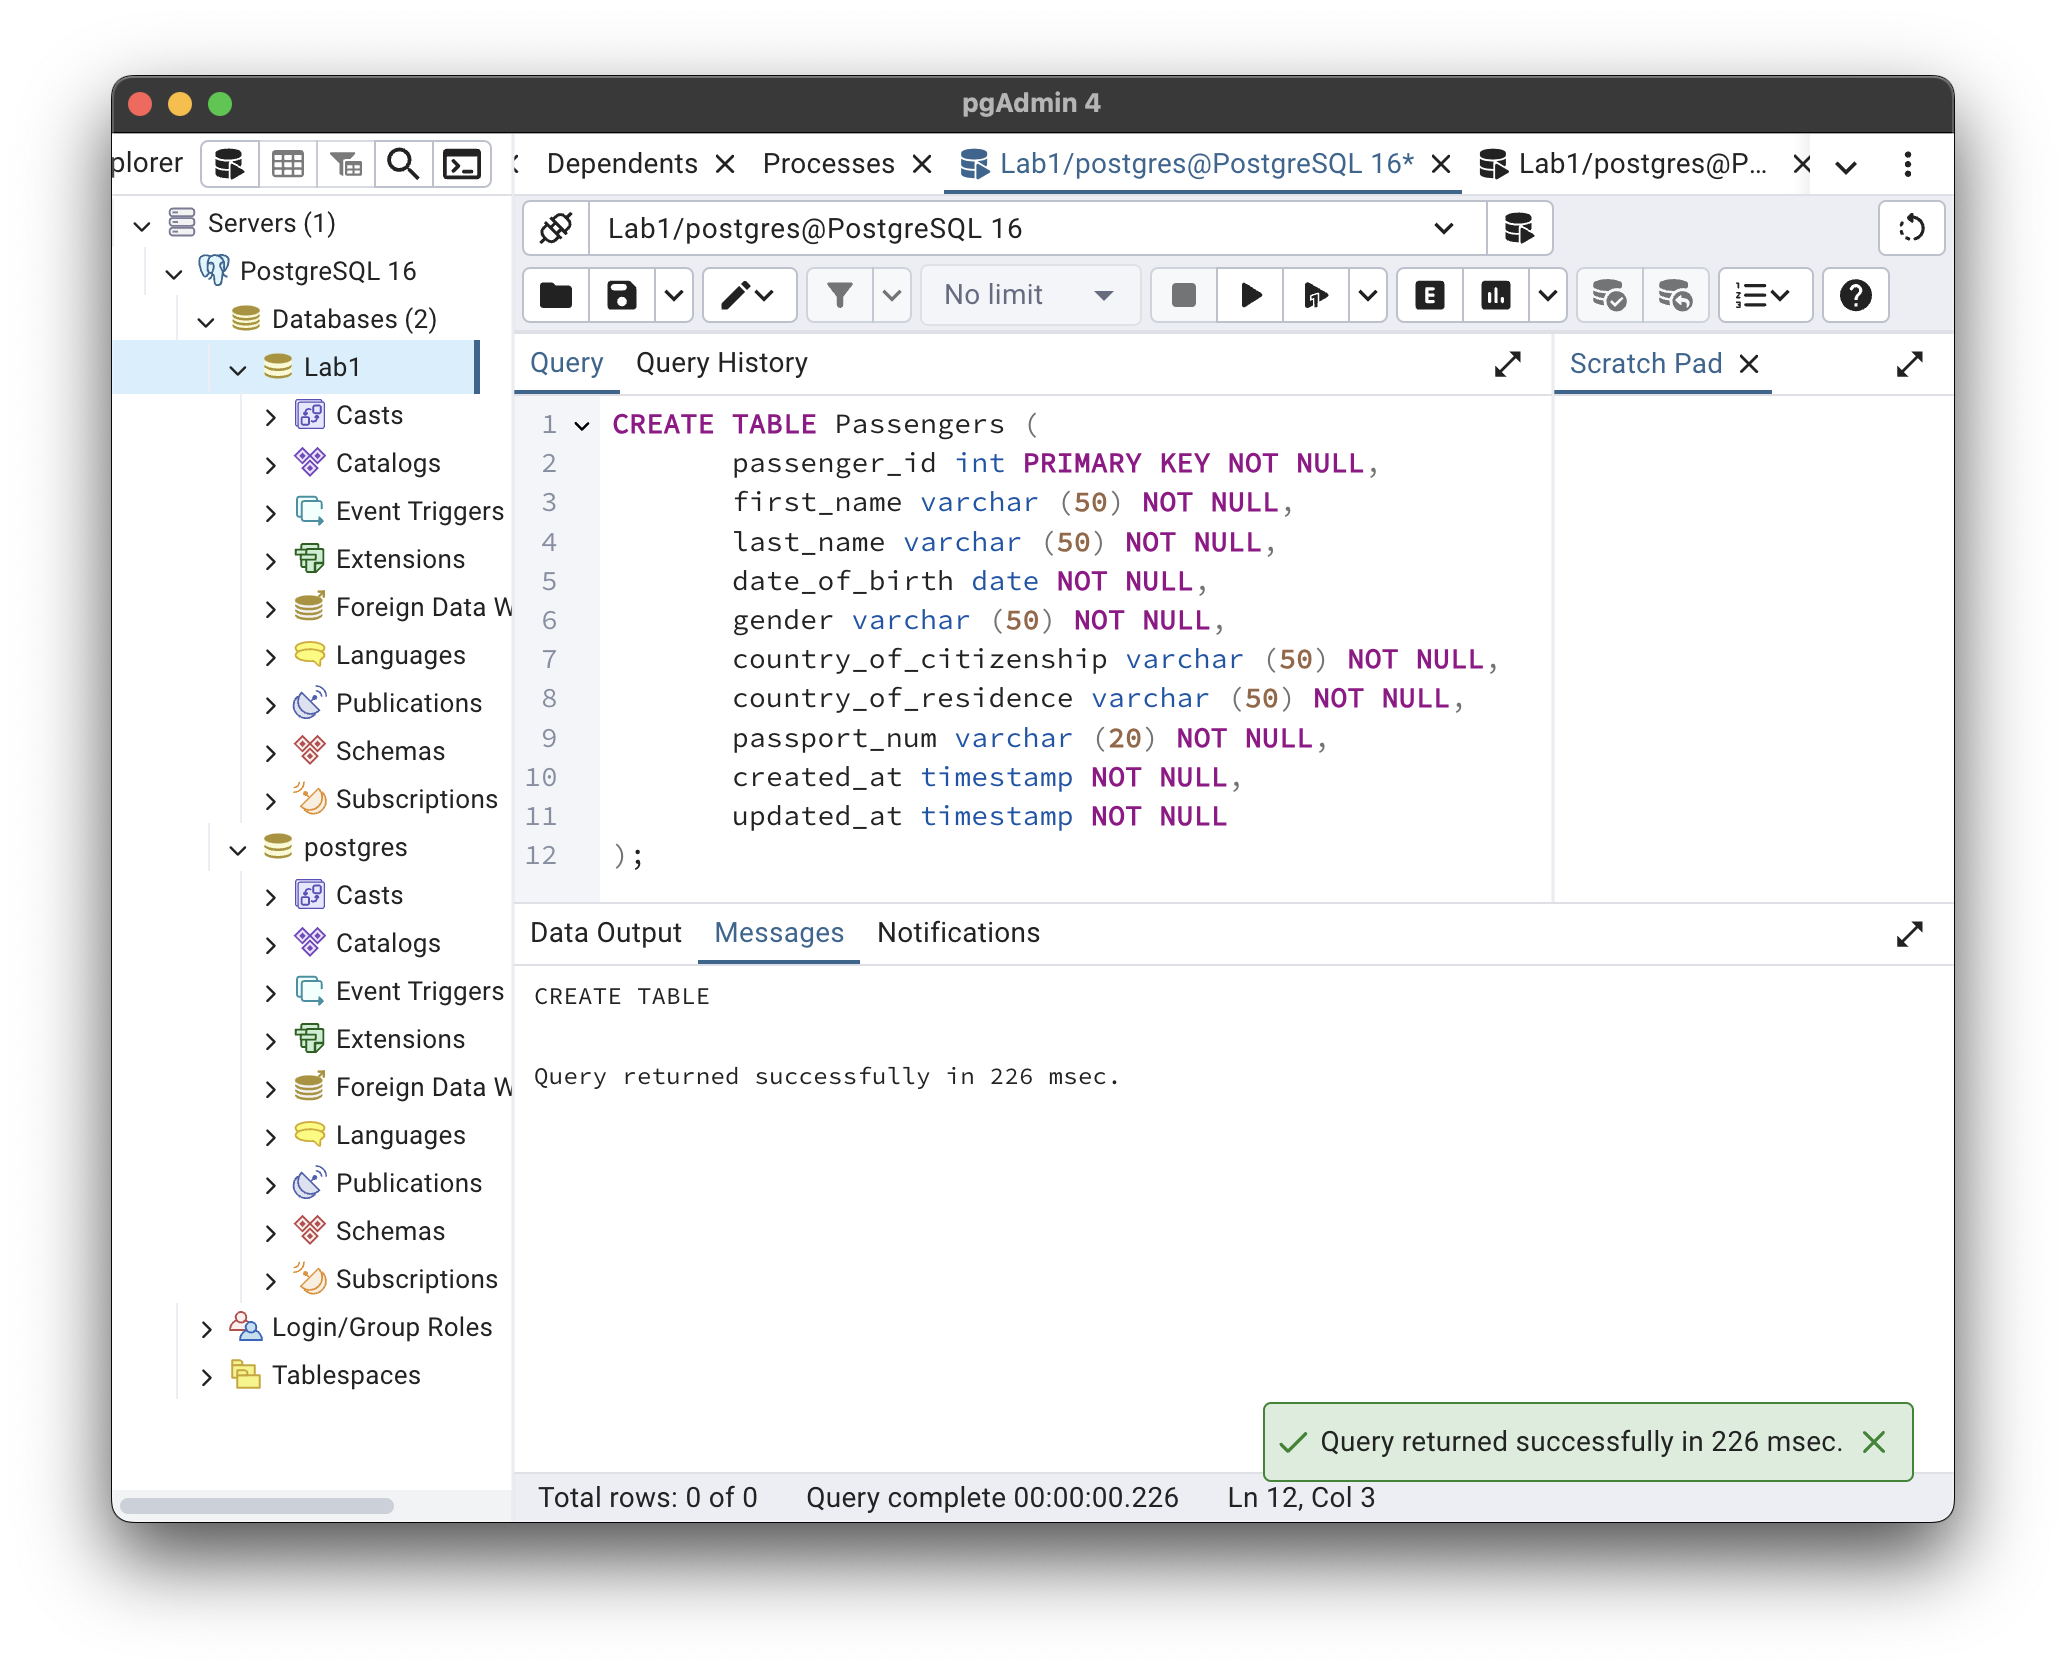 pgAdmin 4
plorer
Dependents
Processes
Lab1/postgres@PostgreSQL 16*
Lab1/postgres@P...
Servers (1)
PostgreSQL 16
Databases (2)
Lab1
Casts
Catalogs
Event Triggers
Extensions
Foreign Data W
Languages
Publications
Schemas
Subscriptions
postgres
Casts
Catalogs
Event Triggers
Extensions
Foreign Data W
Languages
Publications
Schemas
Subscriptions
Login/Group Roles
Tablespaces
Lab1/postgres@PostgreSQL 16
No limit
E
Query
Query History
Scratch Pad
1 CREATE TABLE Passengers (
2 passenger_id int PRIMARY KEY NOT NULL,
3 first_name varchar (50) NOT NULL,
4 last_name varchar (50) NOT NULL,
5 date_of_birth date NOT NULL,
6 gender varchar (50) NOT NULL,
7 country_of_citizenship varchar (50) NOT NULL,
8 country_of_residence varchar (50) NOT NULL,
9 passport_num varchar (20) NOT NULL,
10 created_at timestamp NOT NULL,
11 updated_at timestamp NOT NULL
12 );
Data Output
Messages
Notifications
CREATE TABLE
Query returned successfully in 226 msec.
Query returned successfully in 226 msec.
Total rows: 0 of 0
Query complete 00:00:00.226
Ln 12, Col 3